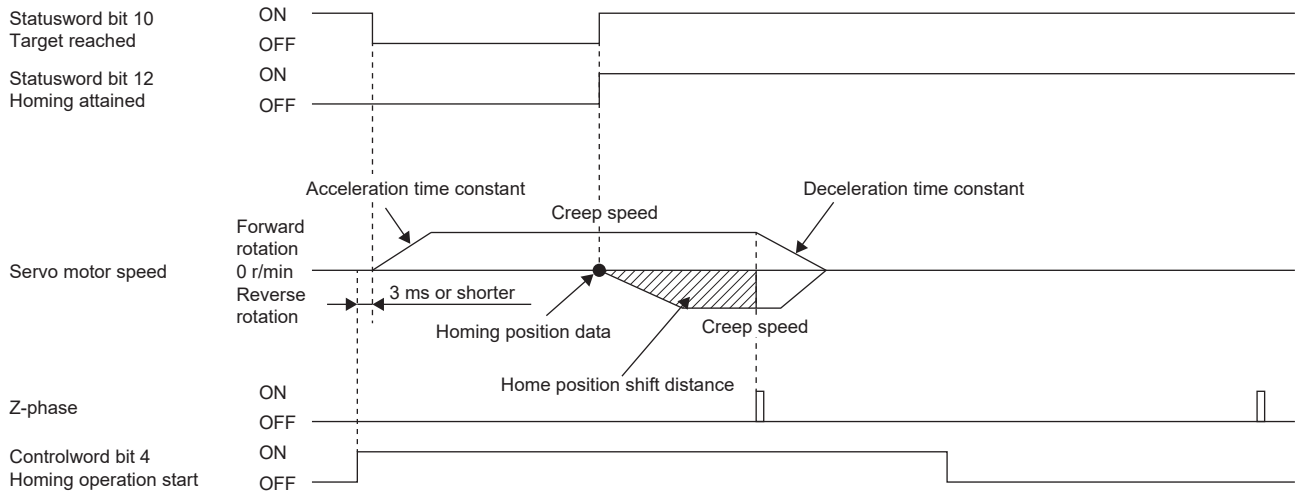 Statusword bit 10
Target reached
ON
OFF
Statusword bit 12
Homing attained
ON
OFF
Acceleration time constant
Deceleration time constant
Creep speed
Forward
rotation
Servo motor speed
0 r/min
Reverse
rotation
3 ms or shorter
Homing position data
Creep speed
Home position shift distance
Z-phase
ON
OFF
Controlword bit 4
Homing operation start
ON
OFF